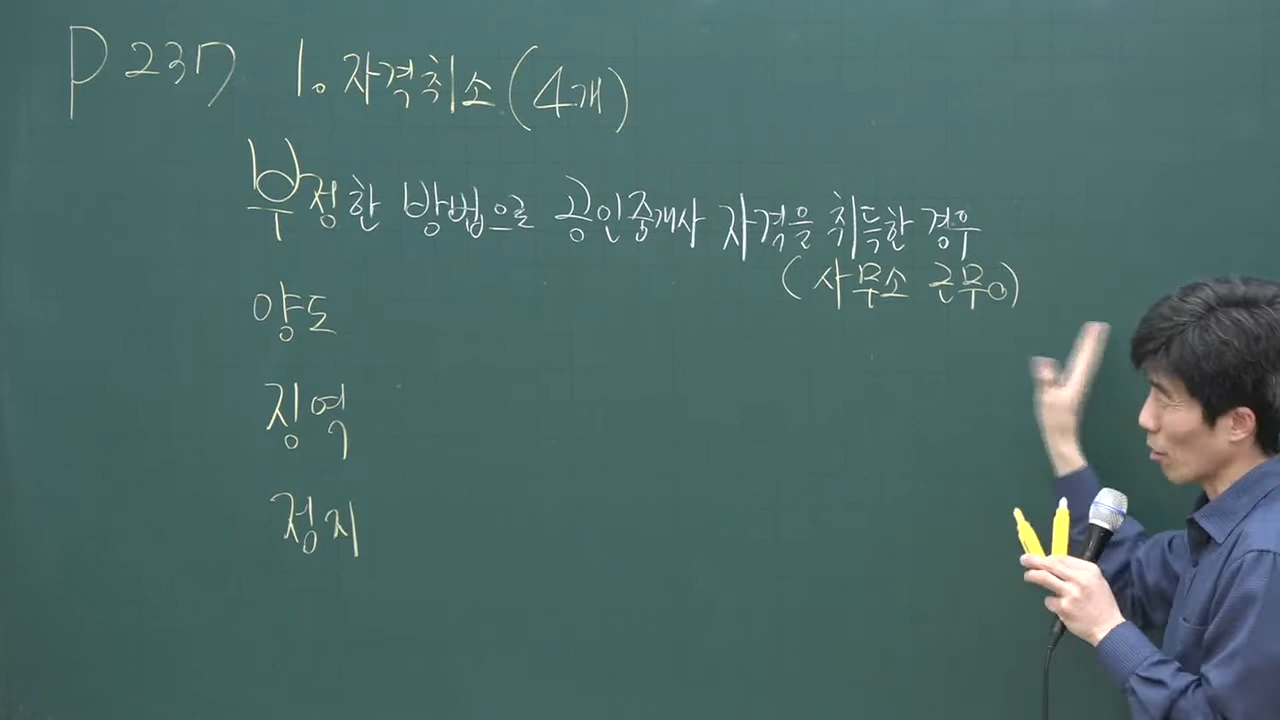 P237 1. 자격취소(4개)
부정한 방법으로 공인중개사 자격을 취득한 경우
(사무소 근무○)
양도
징역
정지